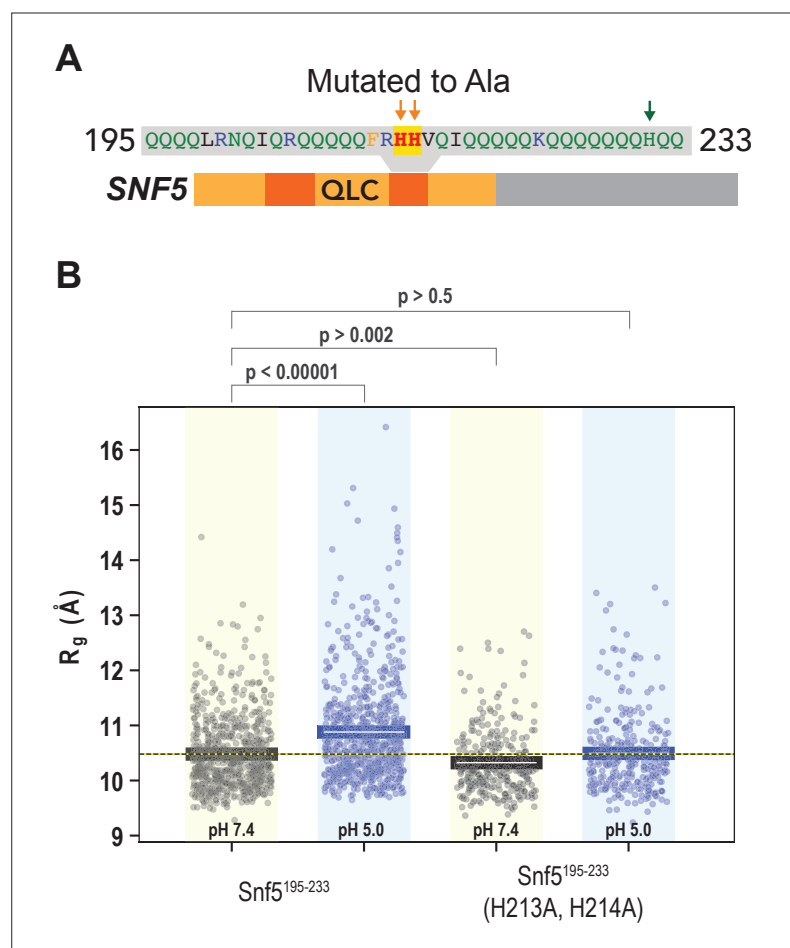 A
Mutated to Ala
195 QQQQLRNQIQRQQQQQFRHHVQIQQQQQKQQQQQQQHQQ 233
SNF5 QLC
B
p > 0.5
p > 0.002
p < 0.00001
16
15
14
13
12
11
10
9
Rg (Å)
pH 7.4 pH 5.0 pH 7.4 pH 5.0
Snf5195-233 Snf5195-233
(H213A, H214A)